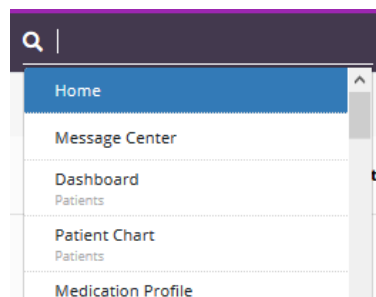 Home
Message Center
Dashboard
Patients
Patient Chart
Patients
Medication Profile